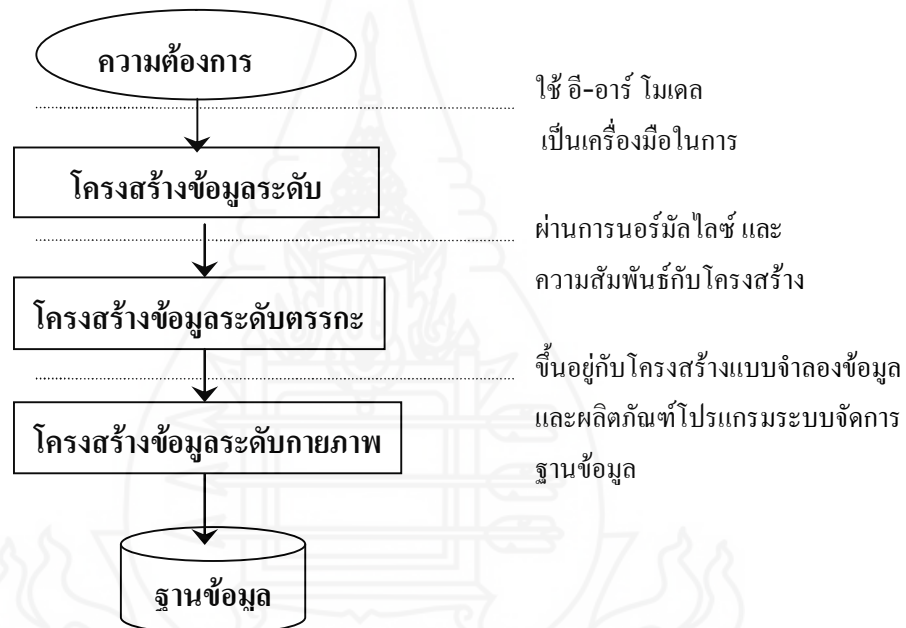 ความต้องการ
ใช้ อี-อาร์ โมเดล
เป็นเครื่องมือในการ
โครงสร้างข้อมูลระดับ
ผ่านการนอร์มัลไลซ์ และ
ความสัมพันธ์กับโครงสร้าง
โครงสร้างข้อมูลระดับตรรกะ
ขึ้นอยู่กับโครงสร้างแบบจำลองข้อมูล
และผลิตภัณฑ์โปรแกรมระบบจัดการ
ฐานข้อมูล
โครงสร้างข้อมูลระดับกายภาพ
ฐานข้อมูล